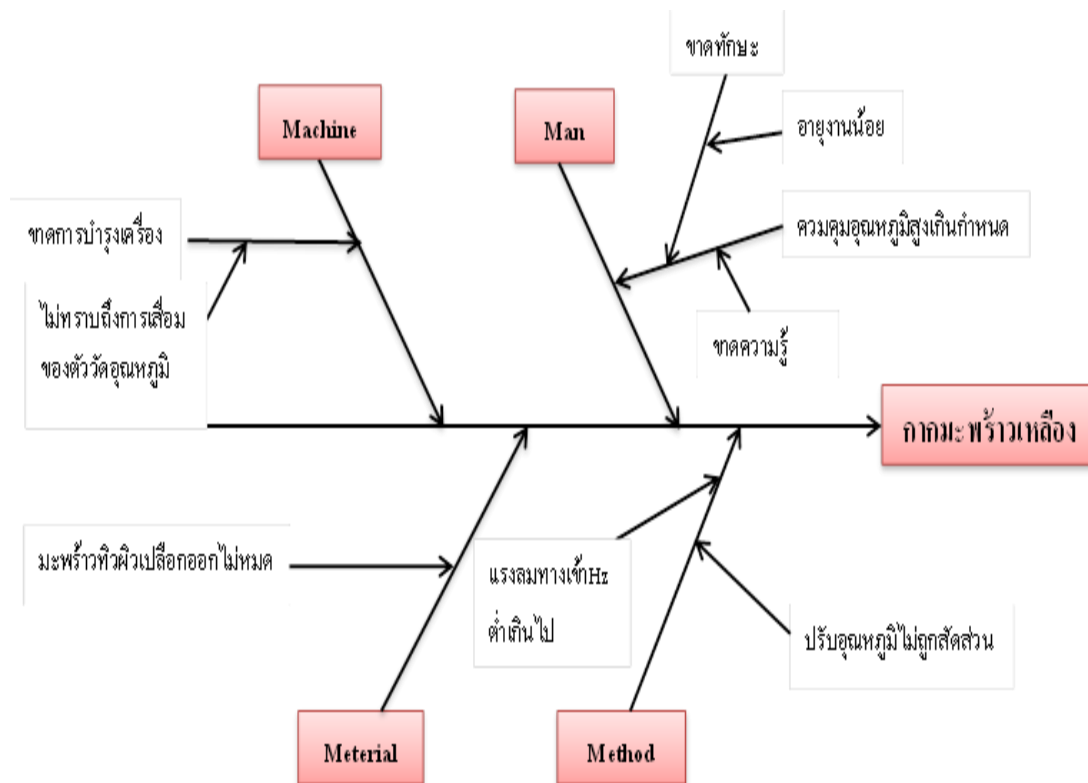 ขาดทักษะ
Machine
Man
อายุงานน้อย
ขาดการบำรุงเครื่อง
ควมคุมอุณหภูมิสูงเกินกำหนด
ไม่ทราบถึงการเสื่อม
ของตัววัดอุณหภูมิ
ขาดความรู้
กากมะพร้าวเหลือง
มะพร้าวทิวผิวเปลือกออกไม่หมด
แรงลมทางเข้าHz
ต่ำเกินไป
ปรับอุณหภูมิไม่ถูกสัดส่วน
Meterial
Method